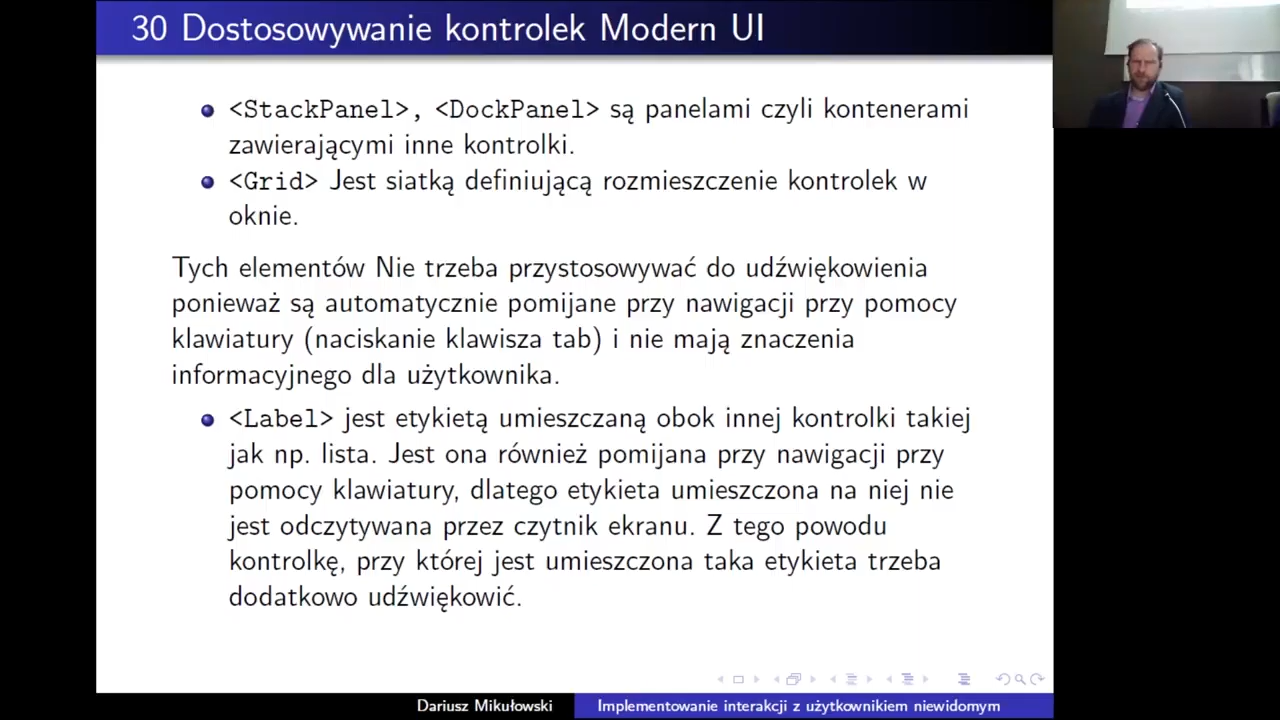 30 Dostosowywanie kontrolek Modern UI
<StackPanel>, <DockPanel> są panelami czyli kontenerami
zawierającymi inne kontrolki.
<Grid> Jest siatką definiującą rozmieszczenie kontrolek w
oknie.
Tych elementów Nie trzeba przystosowywać do udźwiękowienia
ponieważ są automatycznie pomijane przy nawigacji przy pomocy
klawiatury (naciskanie klawisza tab) i nie mają znaczenia
informacyjnego dla użytkownika.
<Label> jest etykietą umieszczaną obok innej kontrolki takiej
jak np. lista. Jest ona również pomijana przy nawigacji przy
pomocy klawiatury, dlatego etykieta umieszczona na niej nie
jest odczytywana przez czytnik ekranu. Z tego powodu
kontrolkę, przy której jest umieszczona taka etykieta trzeba
dodatkowo udźwiękowić.
Dariusz Mikułowski
Implementowanie interakcji z użytkownikiem niewidomym